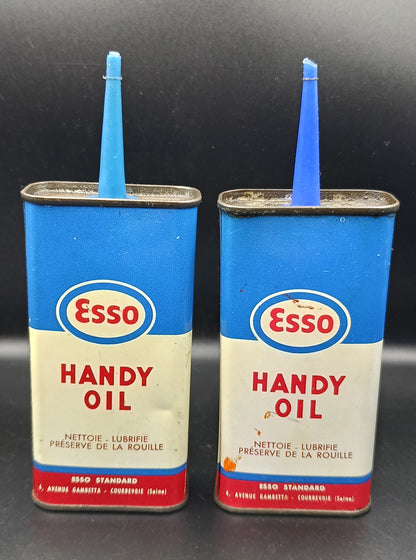 Esso
HANDY
OIL
NETTOIE - LUBRIFIE
PRÉSERVE DE LA ROUILLE
ESSO STANDARD
6, AVENUE GAMBETTA - COURBEVOIE (Seine)
Esso
HANDY
OIL
NETTOIE - LUBRIFIE
PRÉSERVE DE LA ROUILLE
ESSO STANDARD
6, AVENUE GAMBETTA - COURBEVOIE (Seine)